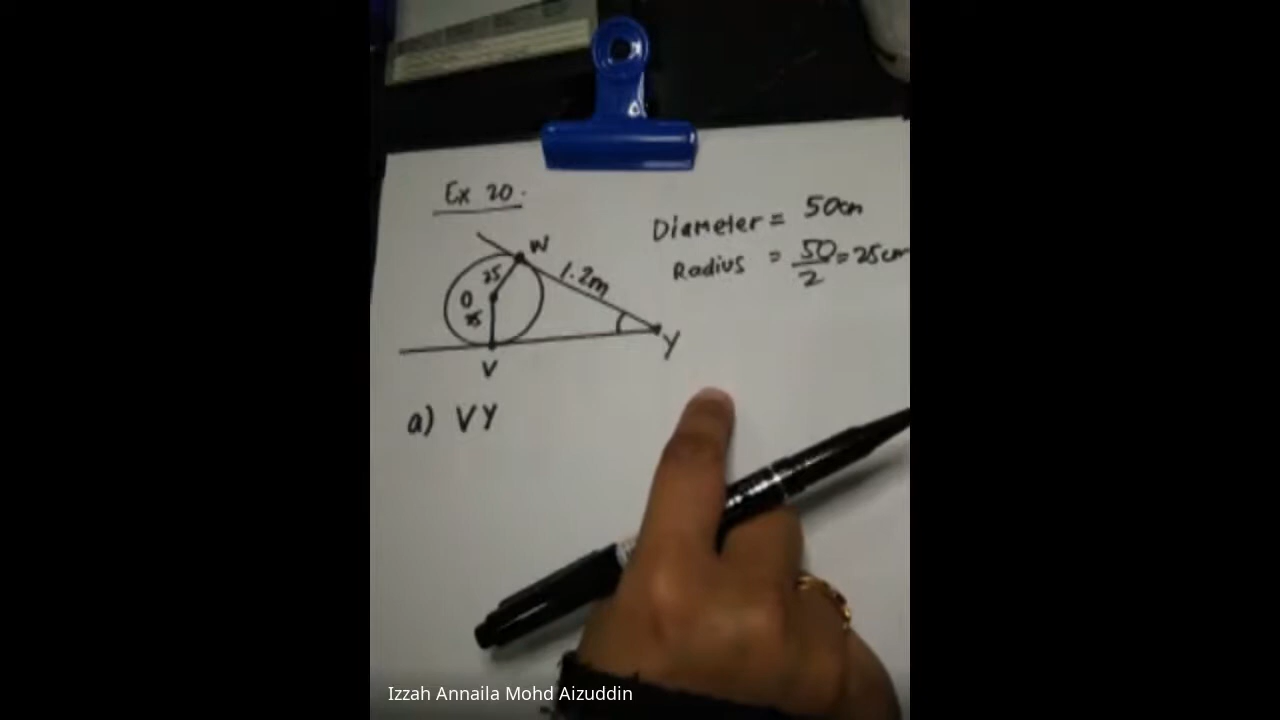 Ex 20.
Diameter = 50cm
Radius = 50/2 = 25cm
W
25
1.2m
O
25
Y
V
a) VY
Izzah Annaila Mohd Aizuddin